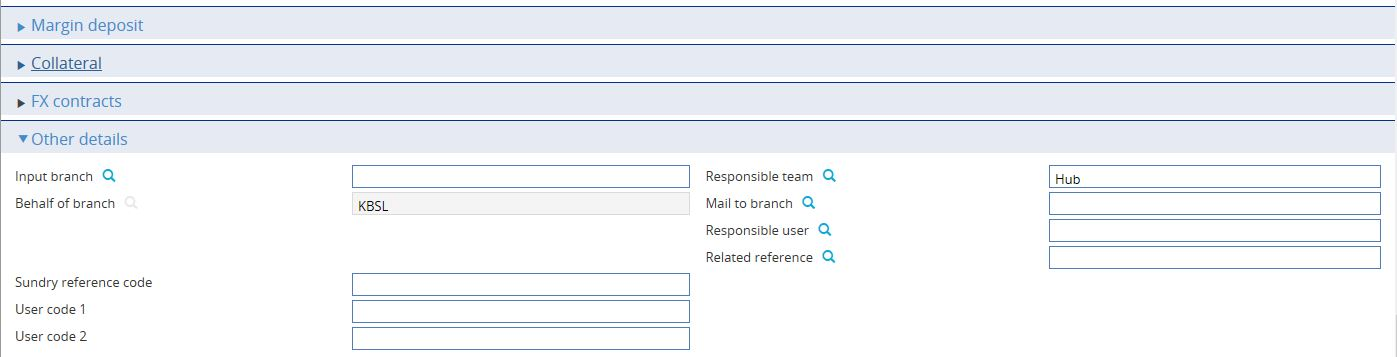 Margin deposit
Collateral
FX contracts
Other details
Input branch
Responsible team Hub
Behalf of branch KBSL
Mail to branch
Responsible user
Related reference
Sundry reference code
User code 1
User code 2